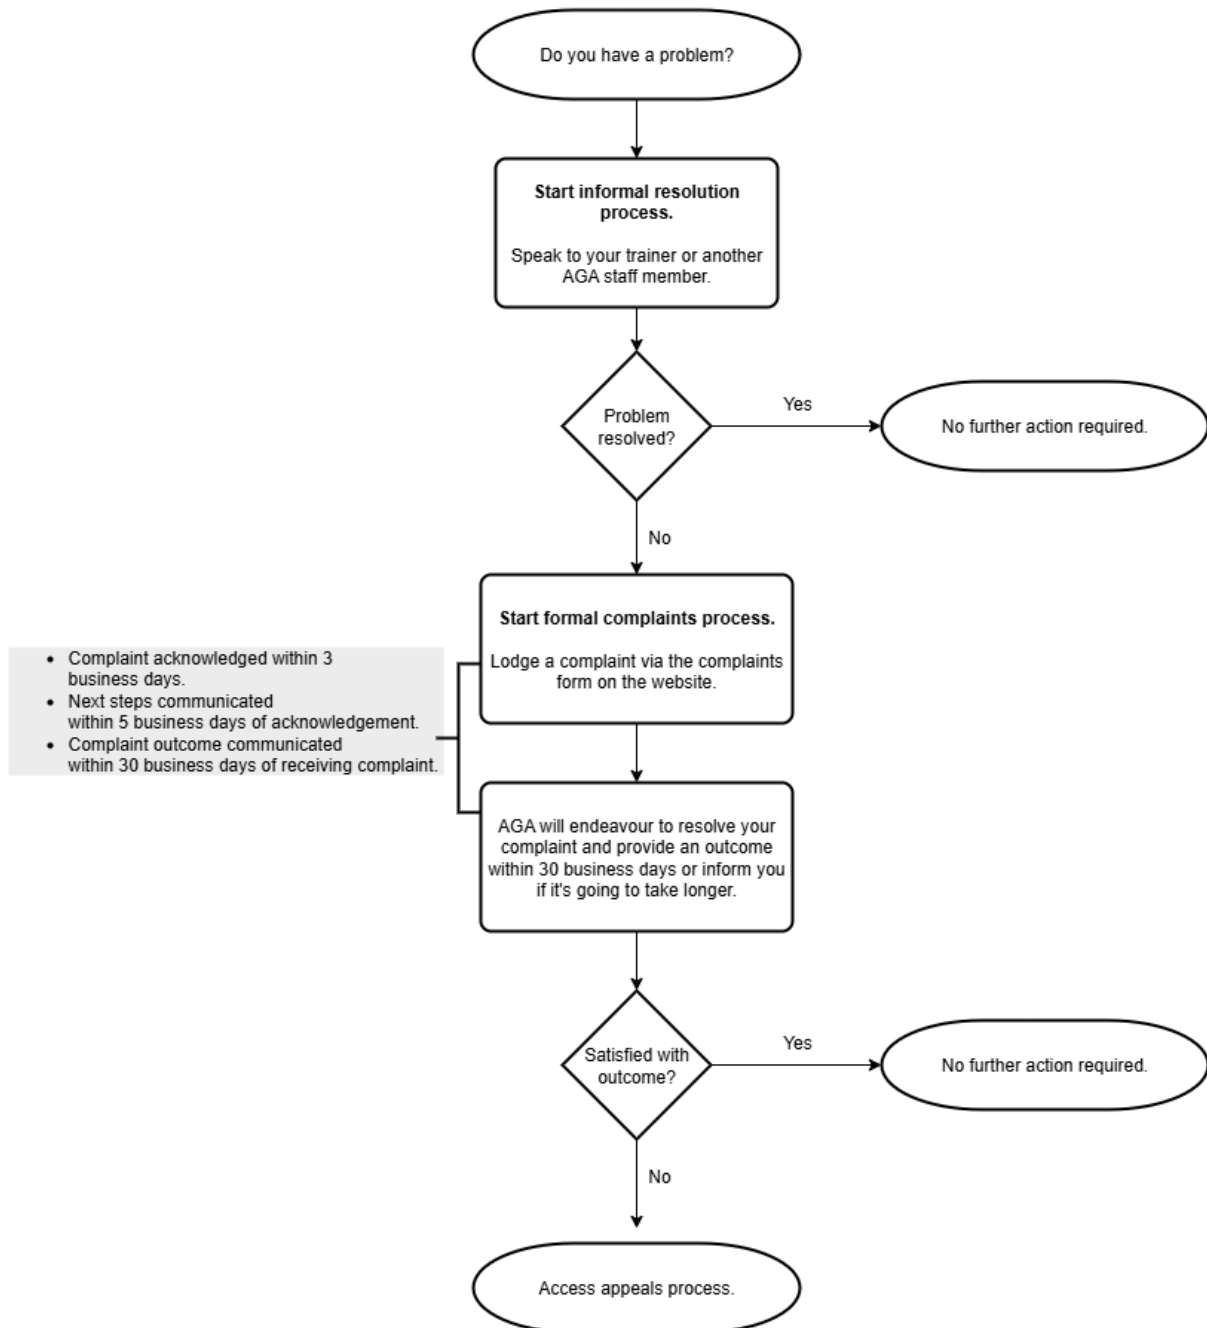 Do you have a problem?
Start informal resolution
process.
Speak to your trainer or another
AGA staff member.
Problem
resolved?
Yes
No further action required.
No
Start formal complaints process.
Lodge a complaint via the complaints
form on the website.
• Complaint acknowledged within 3
business days.
• Next steps communicated
within 5 business days of acknowledgement.
• Complaint outcome communicated
within 30 business days of receiving complaint.
AGA will endeavour to resolve your
complaint and provide an outcome
within 30 business days or inform you
if it's going to take longer.
Satisfied with
outcome?
Yes
No further action required.
No
Access appeals process.